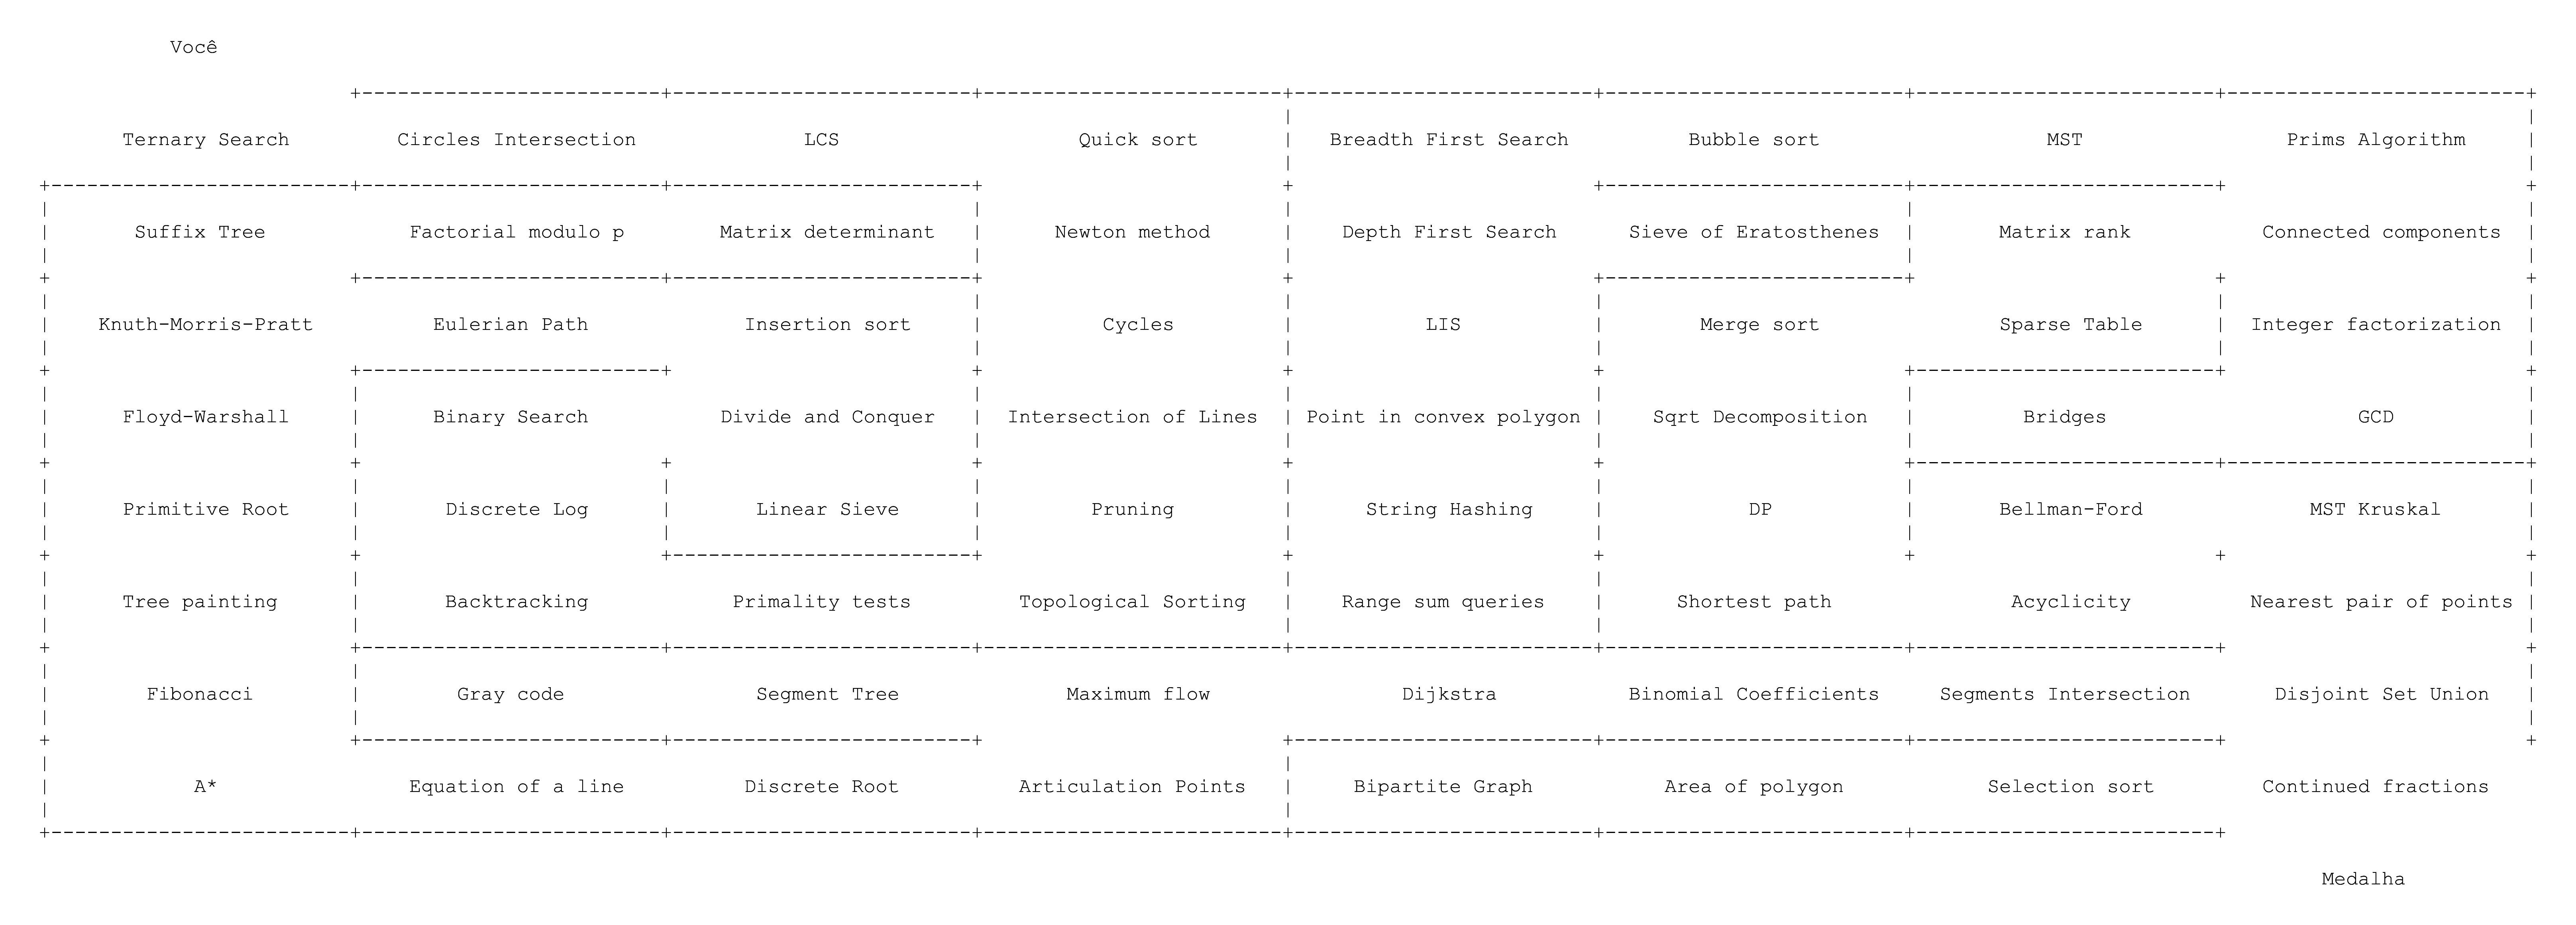 Você
Ternary Search Circles Intersection LCS Quick sort Breadth First Search Bubble sort MST Prims Algorithm
Suffix Tree Factorial modulo p Matrix determinant Newton method Depth First Search Sieve of Eratosthenes Matrix rank Connected components
Knuth-Morris-Pratt Eulerian Path Insertion sort Cycles LIS Merge sort Sparse Table Integer factorization
Floyd-Warshall Binary Search Divide and Conquer Intersection of Lines Point in convex polygon Sqrt Decomposition Bridges GCD
Primitive Root Discrete Log Linear Sieve Pruning String Hashing DP Bellman-Ford MST Kruskal
Tree painting Backtracking Primality tests Topological Sorting Range sum queries Shortest path Acyclicity Nearest pair of points
Fibonacci Gray code Segment Tree Maximum flow Dijkstra Binomial Coefficients Segments Intersection Disjoint Set Union
A* Equation of a line Discrete Root Articulation Points Bipartite Graph Area of polygon Selection sort Continued fractions
Medalha